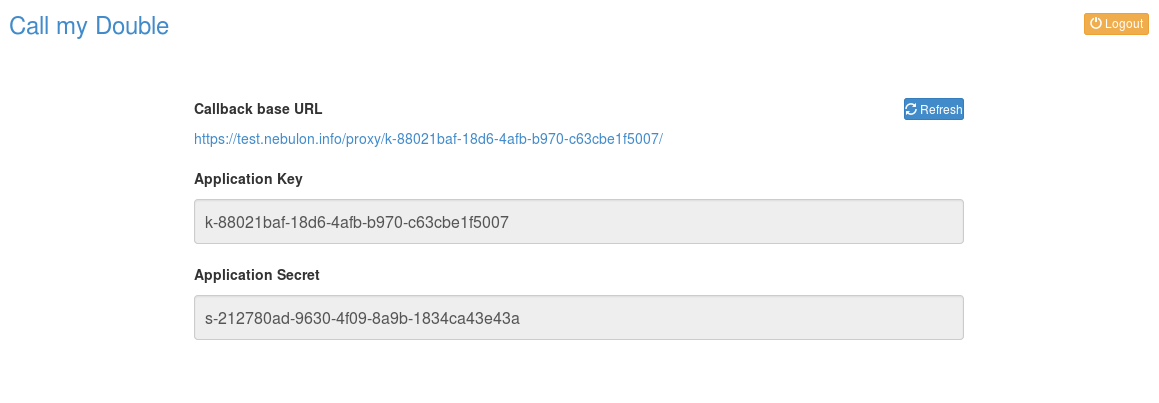 Call my Double
Logout
Callback base URL
Refresh
https://test.nebulon.info/proxy/k-88021baf-18d6-4afb-b970-c63cbe1f5007/
Application Key
k-88021baf-18d6-4afb-b970-c63cbe1f5007
Application Secret
s-212780ad-9630-4f09-8a9b-1834ca43e43a